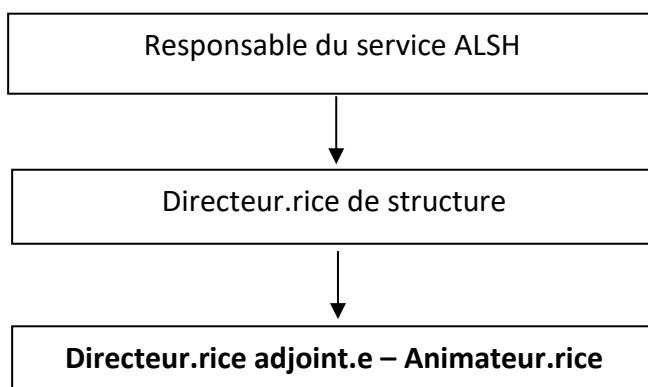 Responsable du service ALSH
Directeur.rice de structure
Directeur.rice adjoint.e – Animateur.rice